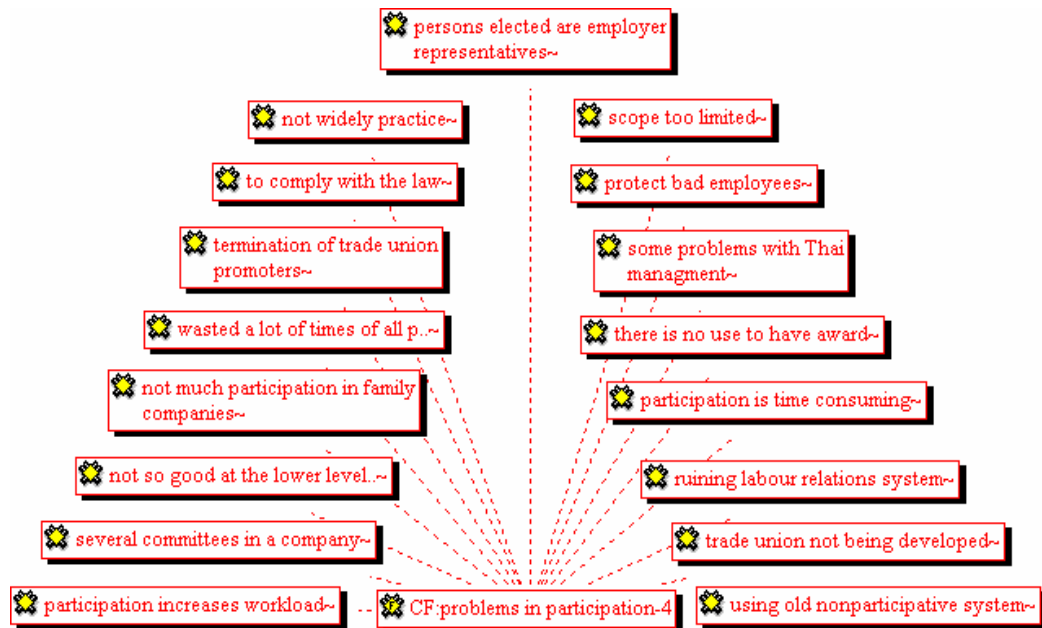 persons elected are employer
representatives~
not widely practice~
scope too limited~
to comply with the law~
protect bad employees~
termination of trade union
promoters~
some problems with Thai
managment~
wasted a lot of times of all p..~
there is no use to have award~
not much participation in family
companies~
participation is time consuming~
not so good at the lower level..~
ruining labour relations system~
several committees in a company~
trade union not being developed~
participation increases workload~
CF:problems in participation-4
using old nonparticipative system~